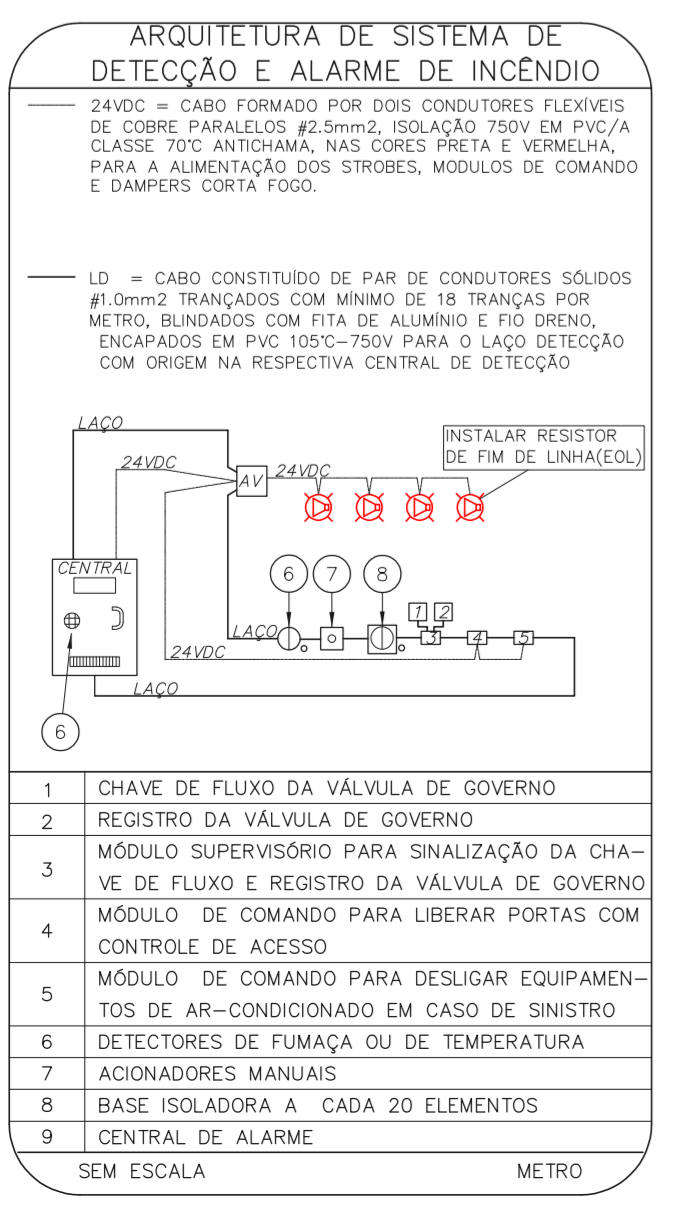 ARQUITETURA DE SISTEMA DE
DETECÇÃO E ALARME DE INCÊNDIO
24VDC = CABO FORMADO POR DOIS CONDUTORES FLEXÍVEIS
DE COBRE PARALELOS #2.5mm2, ISOLAÇÃO 750V EM PVC/A
CLASSE 70°C ANTICHAMA, NAS CORES PRETA E VERMELHA,
PARA A ALIMENTAÇÃO DOS STROBES, MODULOS DE COMANDO
E DAMPERS CORTA FOGO.
LD = CABO CONSTITUÍDO DE PAR DE CONDUTORES SÓLIDOS
#1.0mm2 TRANÇADOS COM MÍNIMO DE 18 TRANÇAS POR
METRO, BLINDADOS COM FITA DE ALUMÍNIO E FIO DRENO,
ENCAPADOS EM PVC 105°C-750V PARA O LAÇO DETECÇÃO
COM ORIGEM NA RESPECTIVA CENTRAL DE DETECÇÃO
LAÇO
INSTALAR RESISTOR
DE FIM DE LINHA(EOL)
24VDC
AV
24VDC
CENTRAL
6
7
8
1
2
LAÇO
3
4
5
24VDC
LAÇO
6
1 CHAVE DE FLUXO DA VÁLVULA DE GOVERNO
2 REGISTRO DA VÁLVULA DE GOVERNO
3 MÓDULO SUPERVISÓRIO PARA SINALIZAÇÃO DA CHA-
VE DE FLUXO E REGISTRO DA VÁLVULA DE GOVERNO
4 MÓDULO DE COMANDO PARA LIBERAR PORTAS COM
CONTROLE DE ACESSO
5 MÓDULO DE COMANDO PARA DESLIGAR EQUIPAMEN-
TOS DE AR-CONDICIONADO EM CASO DE SINISTRO
6 DETECTORES DE FUMAÇA OU DE TEMPERATURA
7 ACIONADORES MANUAIS
8 BASE ISOLADORA A CADA 20 ELEMENTOS
9 CENTRAL DE ALARME
SEM ESCALA METRO